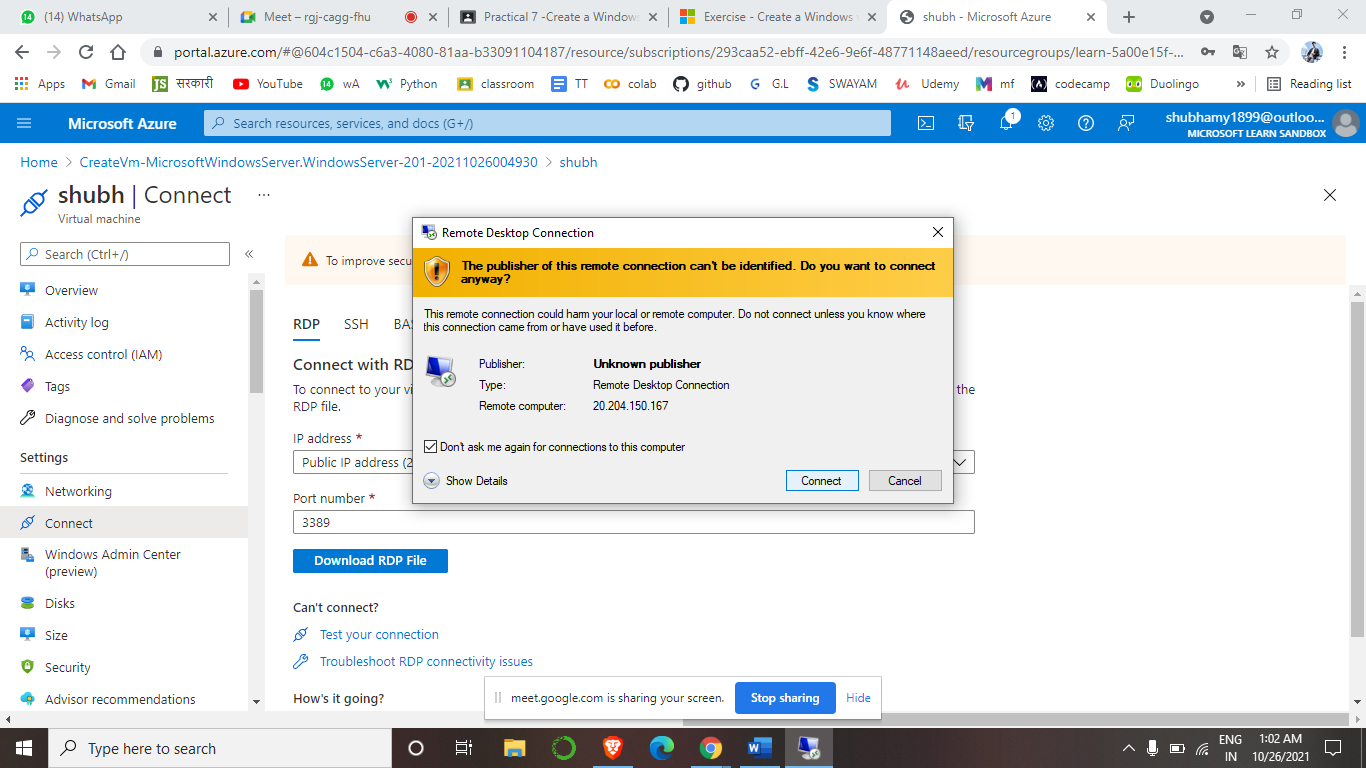 (14) WhatsApp
Meet – rgj-cagg-fhu
Practical 7 -Create a Window
Exercise - Create a Windows
shubh - Microsoft Azure
portal.azure.com/#@604c1504-c6a3-4080-81aa-b33091104187/resource/subscriptions/293caa52-ebff-42e6-9e6f-48771148aeed/resourcegroups/learn-5a00e15f-...
Apps Gmail सरकारी YouTube 14 wA Python classroom TT colab github G.L SWAYAM Udemy mf codecamp Duolingo » Reading list
Microsoft Azure
Search resources, services, and docs (G+/)
1
shubhamy1899@outloo...
MICROSOFT LEARN SANDBOX
Home > CreateVm-MicrosoftWindowsServer.WindowsServer-201-20211026004930 > shubh
shubh | Connect ...
Virtual machine
Search (Ctrl+/)
«
Overview
Activity log
Access control (IAM)
Tags
Diagnose and solve problems
Settings
Networking
Connect
Windows Admin Center
(preview)
Disks
Size
Security
Advisor recommendations
To improve secu
RDP SSH BAS
Connect with RD
To connect to your vi
the
RDP file.
IP address *
Public IP address (2
Port number *
3389
Download RDP File
Can't connect?
Test your connection
Troubleshoot RDP connectivity issues
How's it going?
Remote Desktop Connection
The publisher of this remote connection can't be identified. Do you want to connect
anyway?
This remote connection could harm your local or remote computer. Do not connect unless you know where
this connection came from or have used it before.
Publisher: Unknown publisher
Type: Remote Desktop Connection
Remote computer: 20.204.150.167
Don't ask me again for connections to this computer
Show Details
Connect
Cancel
meet.google.com is sharing your screen.
Stop sharing
Hide
Type here to search
ENG
IN
1:02 AM
10/26/2021